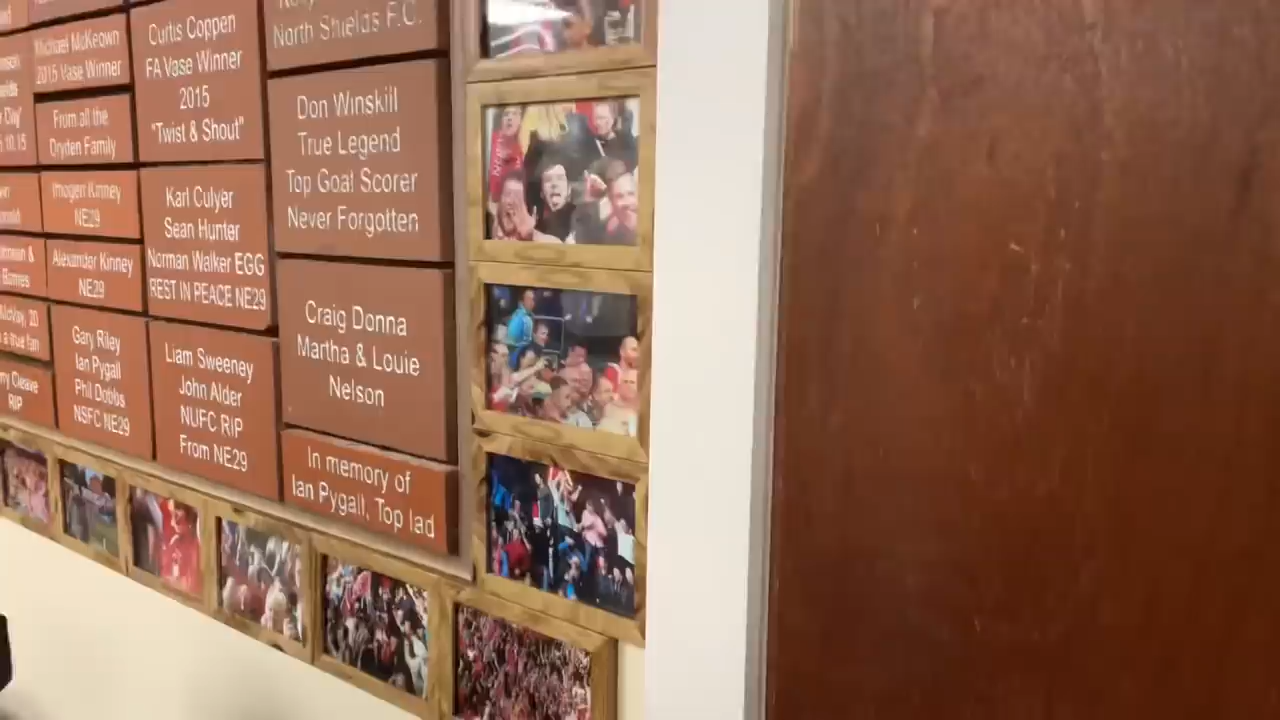 Michael McKeown
2015 Vase Winner
From all the
Dryden Family
Imogen Kinney
NE29
Alexander Kinney
NE29
a true fan
Cleave
RIP
Gary Riley
Ian Pygall
Phil Dobbs
NSFC NE29
Curtis Coppen
FA Vase Winner
2015
"Twist & Shout"
Karl Culyer
Sean Hunter
Norman Walker EGG
REST IN PEACE NE29
Liam Sweeney
John Alder
NUFC RIP
From NE29
North Shields F.C.
Don Winskill
True Legend
Top Goal Scorer
Never Forgotten
Craig Donna
Martha & Louie
Nelson
In memory of
Ian Pygall, Top lad